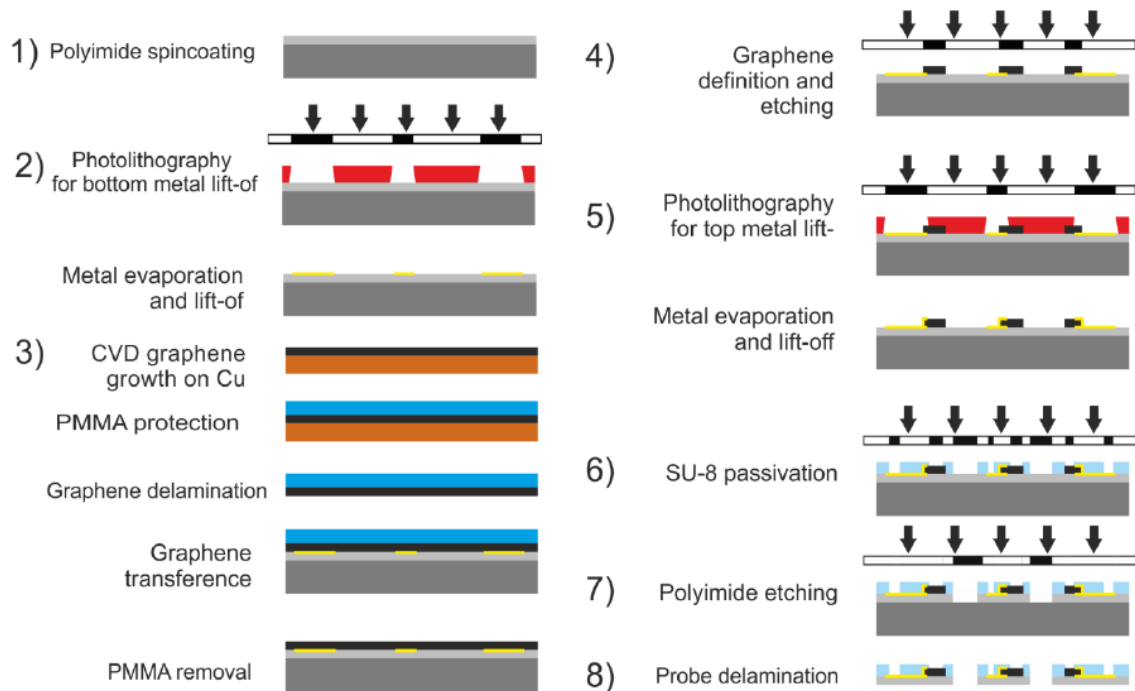 1)
Polyimide spincoating
2)
Photolithography
for bottom metal lift-of
Metal evaporation
and lift-of
3)
CVD graphene
growth on Cu
PMMA protection
Graphene delamination
Graphene
transference
PMMA removal
4)
Graphene
definition and
etching
5)
Photolithography
for top metal lift-
Metal evaporation
and lift-off
6)
SU-8 passivation
7)
Polyimide etching
8)
Probe delamination